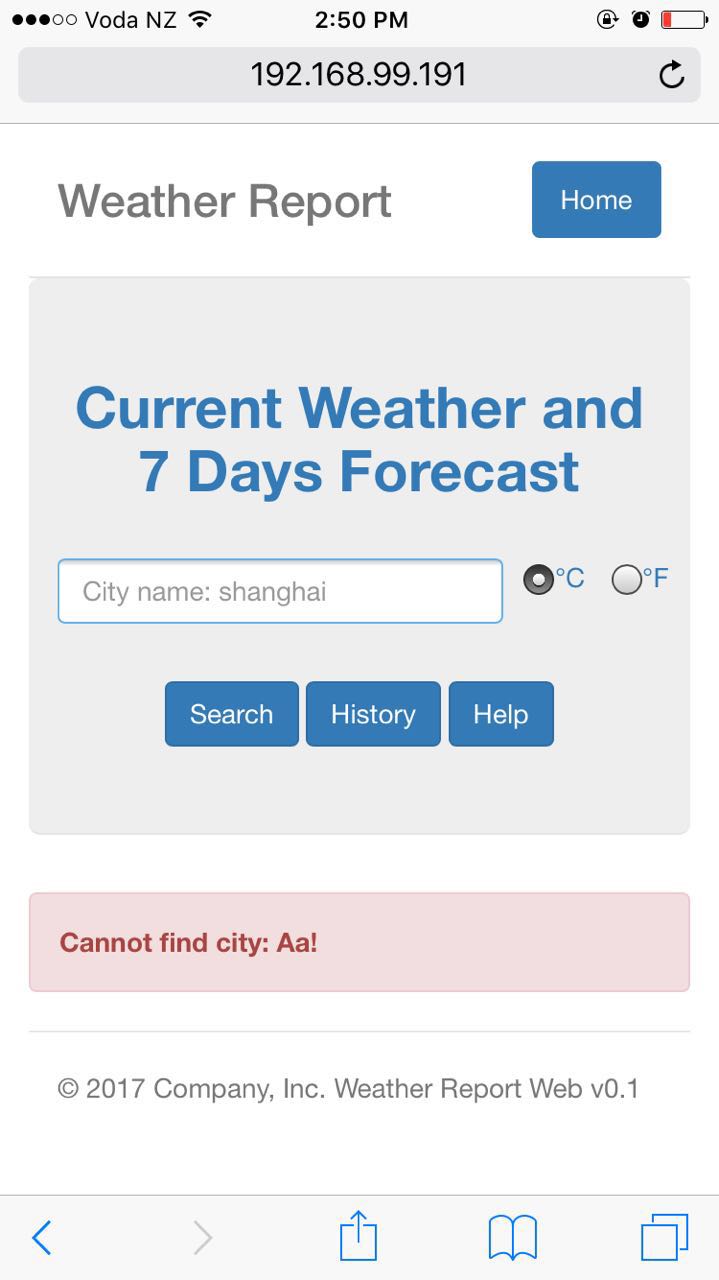 Voda NZ 2:50 PM
192.168.99.191
Weather Report Home
Current Weather and
7 Days Forecast
City name: shanghai °C °F
Search History Help
Cannot find city: Aa!
© 2017 Company, Inc. Weather Report Web v0.1